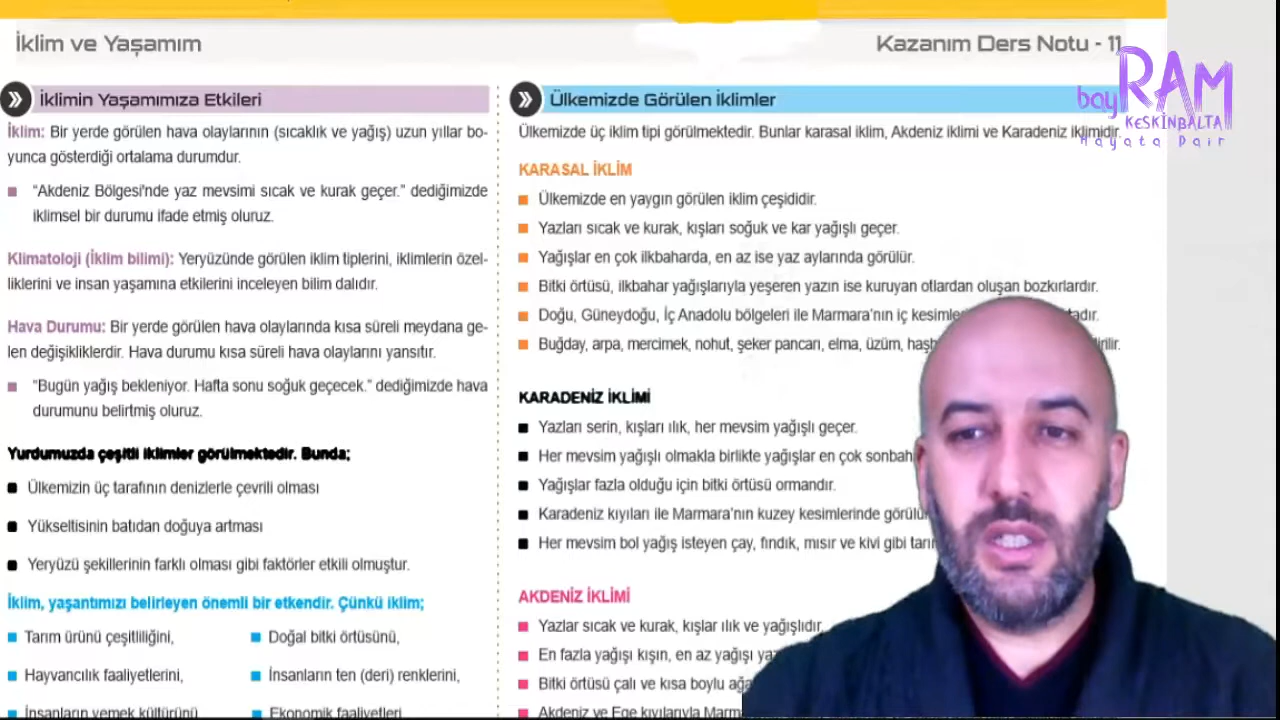 İklim ve Yaşamım
Kazanım Ders Notu - 11
bayRAM
KESKİNBALTA
Hayata Dair
İklimin Yaşamımıza Etkileri
İklim: Bir yerde görülen hava olaylarının (sıcaklık ve yağış) uzun yıllar bo-
yunca gösterdiği ortalama durumdur.
“Akdeniz Bölgesi'nde yaz mevsimi sıcak ve kurak geçer.” dediğimizde
iklimsel bir durumu ifade etmiş oluruz.
Klimatoloji (İklim bilimi): Yeryüzünde görülen iklim tiplerini, iklimlerin özel-
liklerini ve insan yaşamına etkilerini inceleyen bilim dalıdır.
Hava Durumu: Bir yerde görülen hava olaylarında kısa süreli meydana ge-
len değişikliklerdir. Hava durumu kısa süreli hava olaylarını yansıtır.
“Bugün yağış bekleniyor. Hafta sonu soğuk geçecek.” dediğimizde hava
durumunu belirtmiş oluruz.
Yurdumuzda çeşitli iklimler görülmektedir. Bunda;
Ülkemizin üç tarafının denizlerle çevrili olması
Yükseltisinin batıdan doğuya artması
Yeryüzü şekillerinin farklı olması gibi faktörler etkili olmuştur.
İklim, yaşantımızı belirleyen önemli bir etkendir. Çünkü iklim;
Tarım ürünü çeşitliliğini,
Doğal bitki örtüsünü,
Hayvancılık faaliyetlerini,
İnsanların ten (deri) renklerini,
İnsanların yemek kültürünü
Ekonomik faaliyetleri
Ülkemizde Görülen İklimler
Ülkemizde üç iklim tipi görülmektedir. Bunlar karasal iklim, Akdeniz iklimi ve Karadeniz iklimidir.
KARASAL İKLİM
Ülkemizde en yaygın görülen iklim çeşididir.
Yazları sıcak ve kurak, kışları soğuk ve kar yağışlı geçer.
Yağışlar en çok ilkbaharda, en az ise yaz aylarında görülür.
Bitki örtüsü, ilkbahar yağışlarıyla yeşeren yazın ise kuruyan otlardan oluşan bozkırlardır.
Doğu, Güneydoğu, İç Anadolu bölgeleri ile Marmara’nın iç
Buğday, arpa, mercimek, nohut, şeker pancarı, elma, üzüm,
KARADENİZ İKLİMİ
Yazları serin, kışları ılık, her mevsim yağışlı geçer.
Her mevsim yağışlı olmakla birlikte yağışlar en çok
Yağışlar fazla olduğu için bitki örtüsü ormandır.
Karadeniz kıyıları ile Marmara’nın kuzey kesimlerinde
Her mevsim bol yağış isteyen çay, fındık, mısır ve kivi gibi
AKDENİZ İKLİMİ
Yazlar sıcak ve kurak, kışlar ılık ve yağışlıdır.
En fazla yağışı kışın, en az yağışı
Bitki örtüsü çalı ve kısa boylu
Akdeniz ve Ege kıyılarıyla